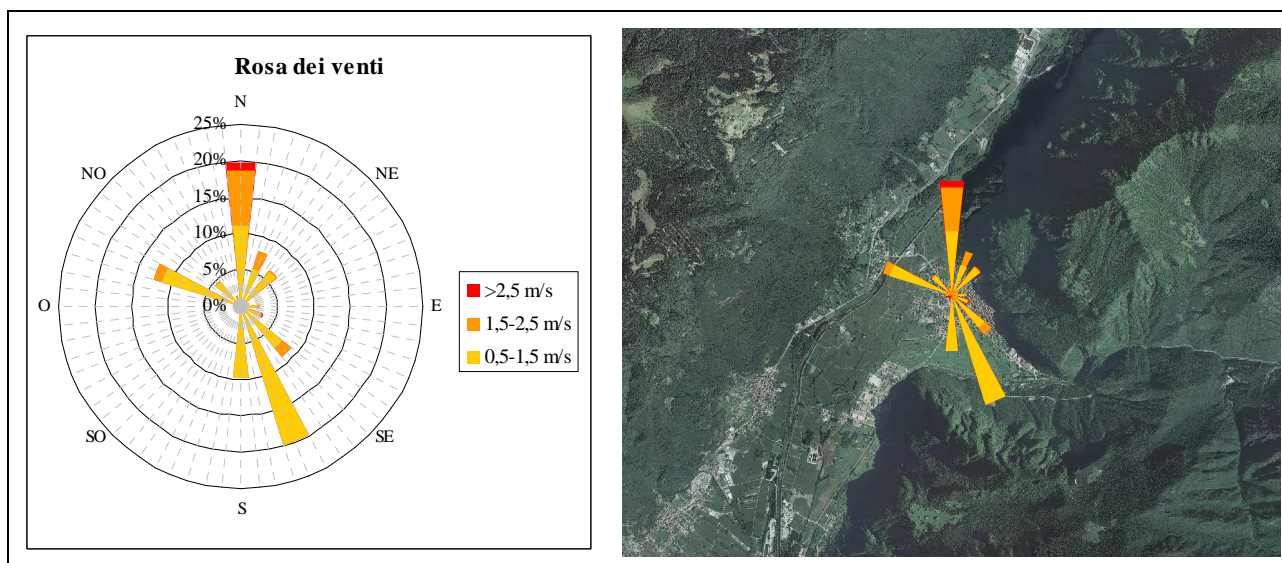 Rosa dei venti
N
25%
20%
NO
NE
15%
10%
5%
O
0%
E
>2,5 m/s
1,5-2,5 m/s
0,5-1,5 m/s
SO
SE
S